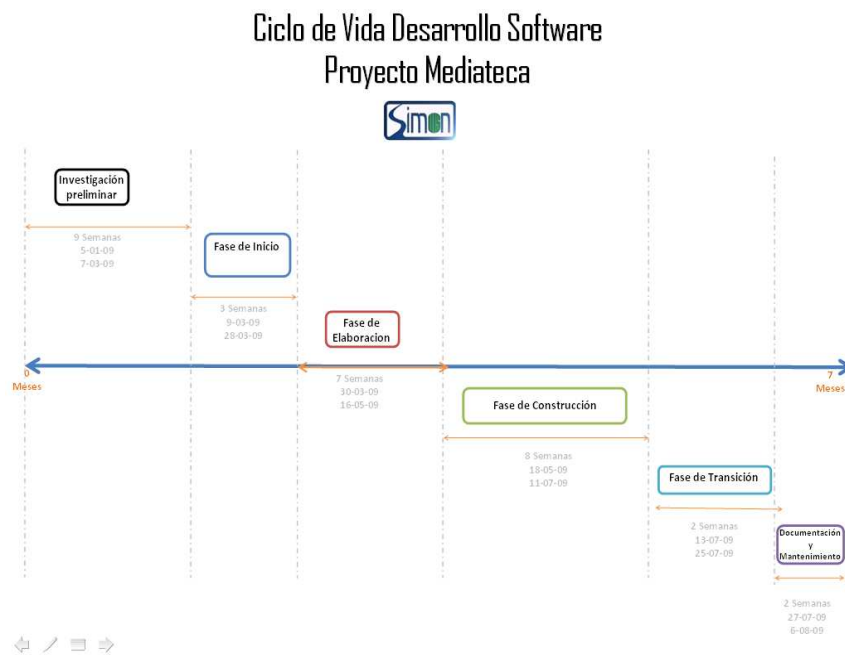 Ciclo de Vida Desarrollo Software
Proyecto Mediateca
Simon
Investigación
preliminar
9 Semanas
5-01-09
7-03-09
Fase de Inicio
3 Semanas
9-03-09
28-03-09
Fase de
Elaboracion
7 Semanas
30-03-09
16-05-09
0
Meses
7
Meses
Fase de Construcción
8 Semanas
18-05-09
11-07-09
Fase de Transición
2 Semanas
13-07-09
25-07-09
Documentación
y
Mantenimiento
2 Semanas
27-07-09
6-08-09